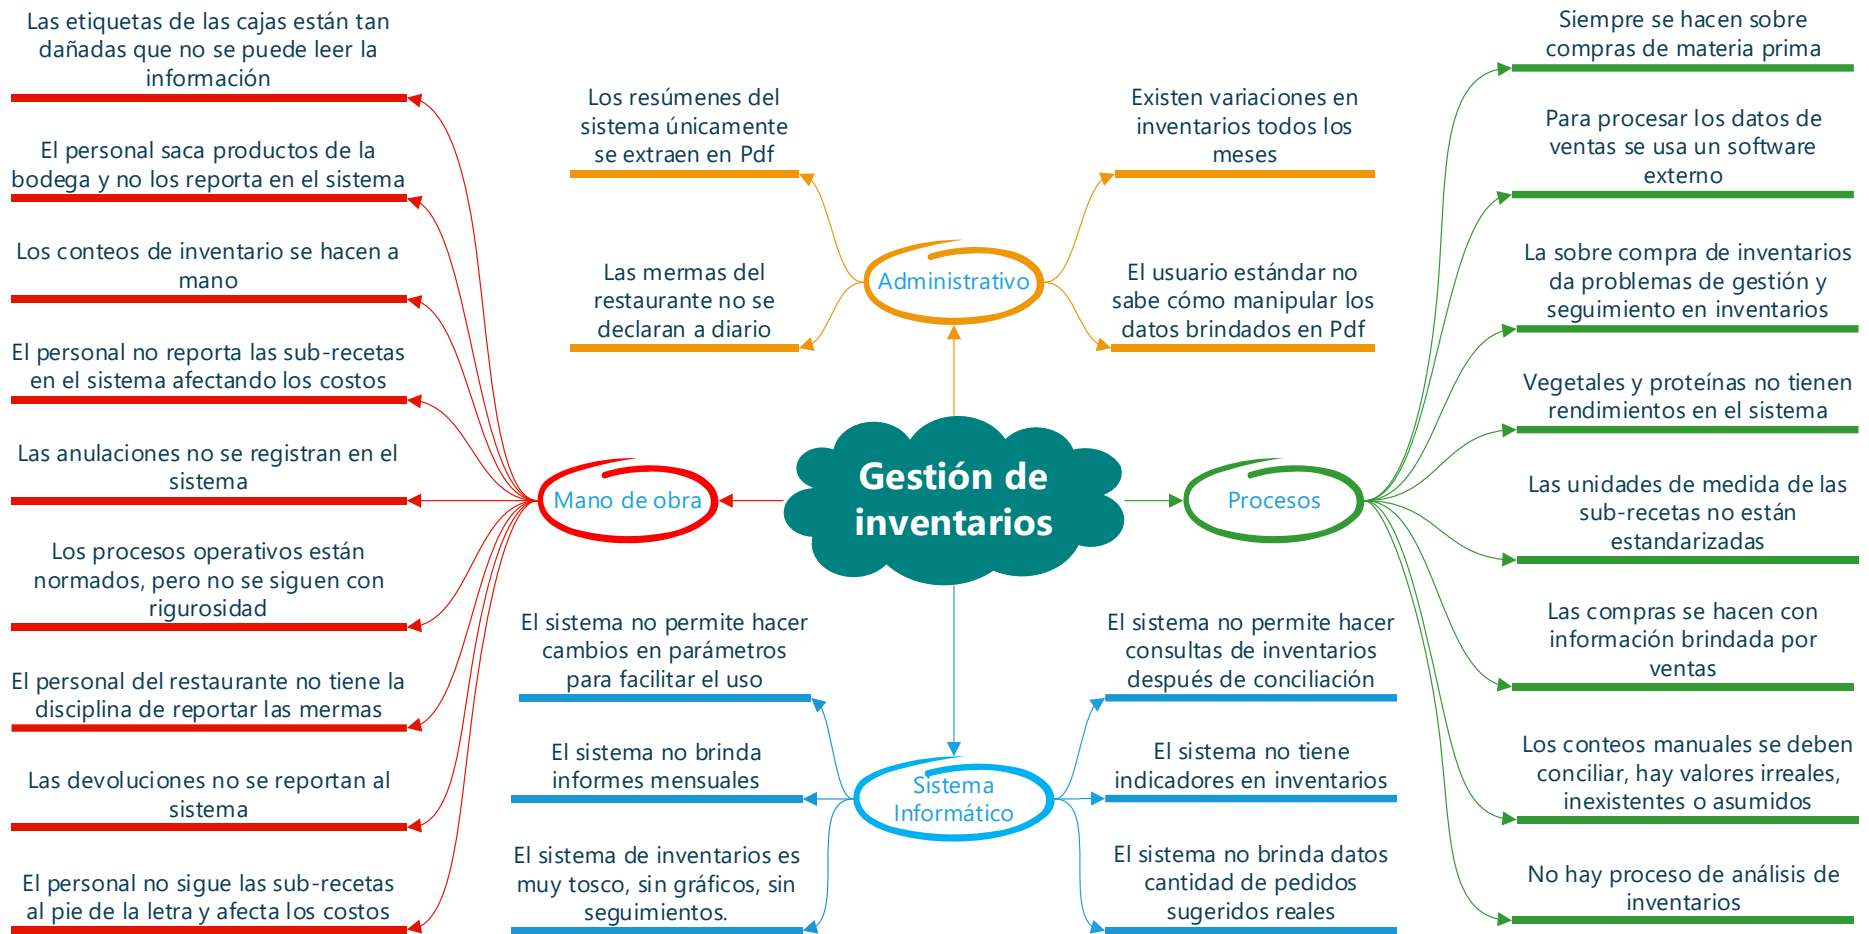 Las etiquetas de las cajas están tan
dañadas que no se puede leer la
información
El personal saca productos de la
bodega y no los reporta en el sistema
Los conteos de inventario se hacen a
mano
El personal no reporta las sub-recetas
en el sistema afectando los costos
Las anulaciones no se registran en el
sistema
Los procesos operativos están
normados, pero no se siguen con
rigurosidad
El personal del restaurante no tiene la
disciplina de reportar las mermas
Las devoluciones no se reportan al
sistema
El personal no sigue las sub-recetas
al pie de la letra y afecta los costos
Mano de obra
Los resúmenes del
sistema únicamente
se extraen en Pdf
Las mermas del
restaurante no se
declaran a diario
Administrativo
Existen variaciones en
inventarios todos los
meses
El usuario estándar no
sabe cómo manipular los
datos brindados en Pdf
Gestión de
inventarios
El sistema no permite hacer
cambios en parámetros
para facilitar el uso
El sistema no brinda
informes mensuales
El sistema de inventarios es
muy tosco, sin gráficos, sin
seguimientos.
Sistema
Informático
El sistema no permite hacer
consultas de inventarios
después de conciliación
El sistema no tiene
indicadores en inventarios
El sistema no brinda datos
cantidad de pedidos
sugeridos reales
Procesos
Siempre se hacen sobre
compras de materia prima
Para procesar los datos de
ventas se usa un software
externo
La sobre compra de inventarios
da problemas de gestión y
seguimiento en inventarios
Vegetales y proteínas no tienen
rendimientos en el sistema
Las unidades de medida de las
sub-recetas no están
estandarizadas
Las compras se hacen con
información brindada por
ventas
Los conteos manuales se deben
conciliar, hay valores irreales,
inexistentes o asumidos
No hay proceso de análisis de
inventarios